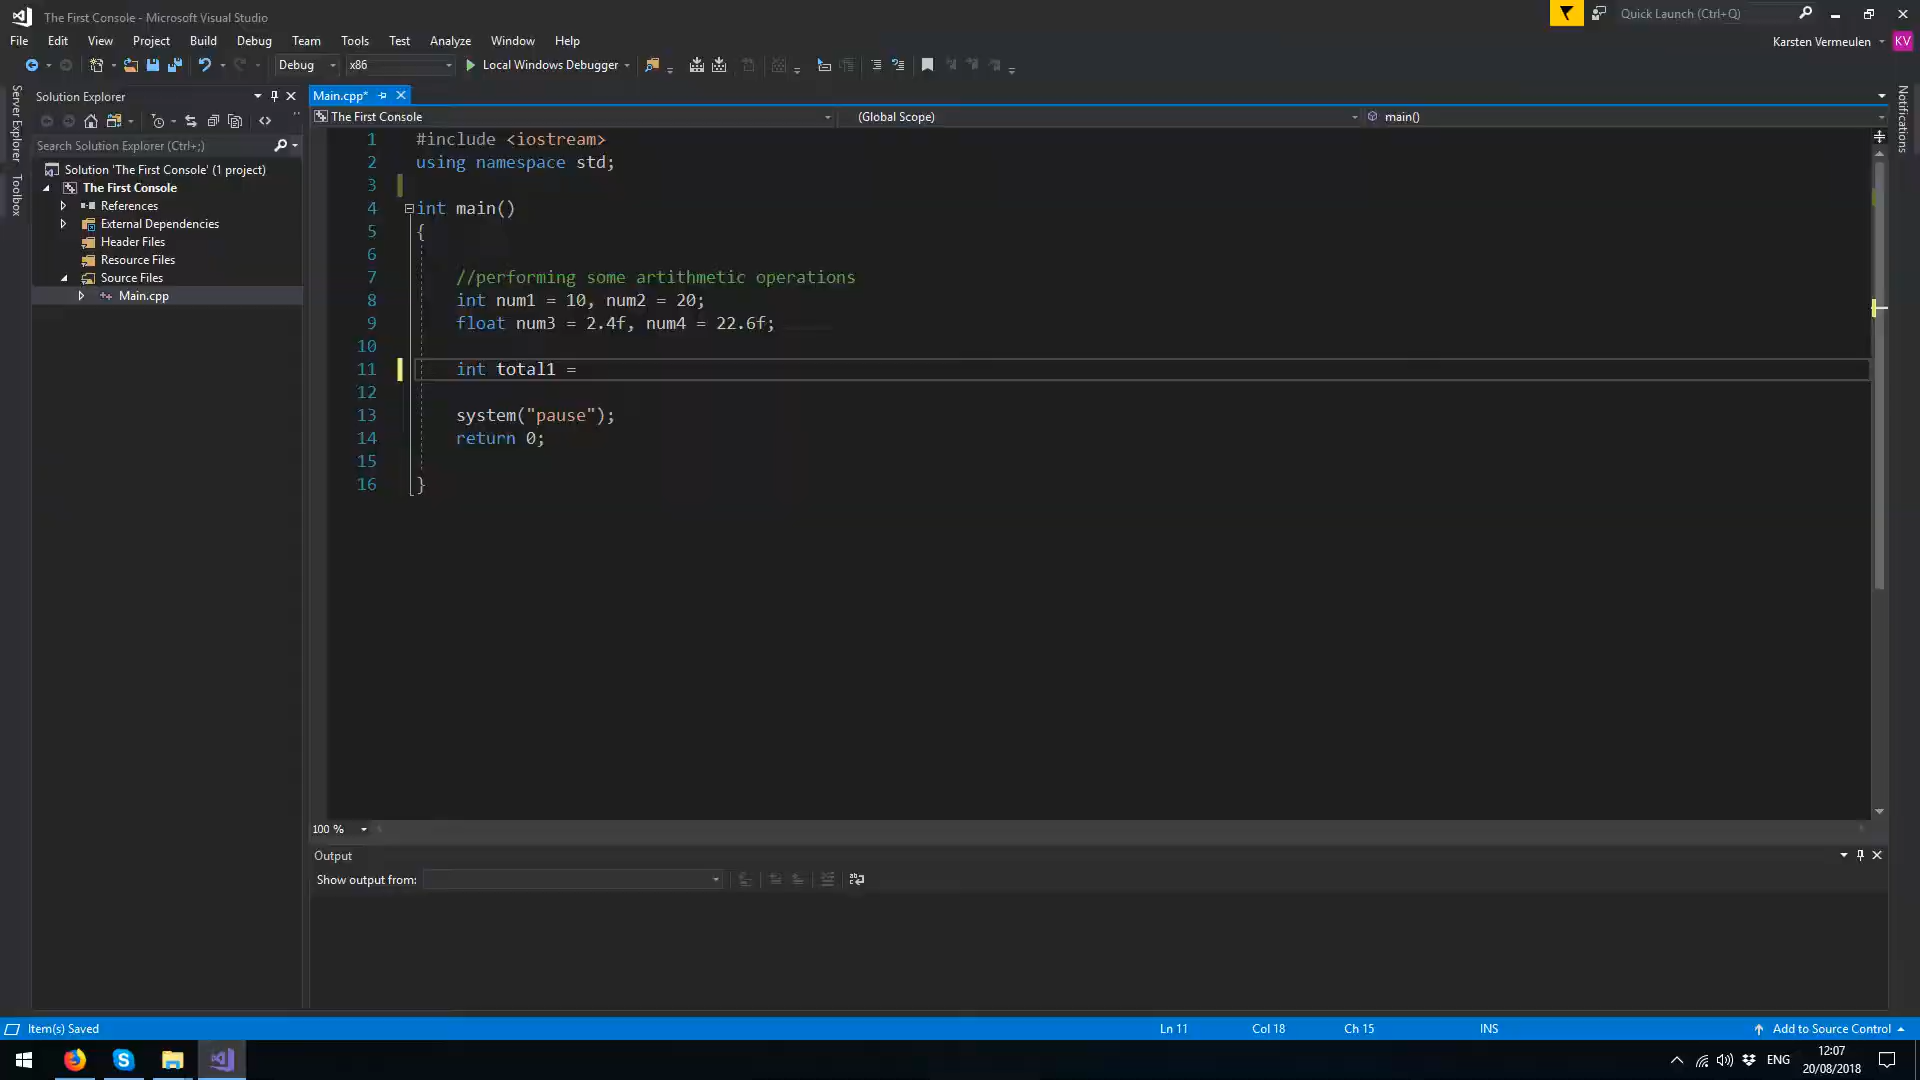 The First Console - Microsoft Visual Studio
Quick Launch (Ctrl+Q)
File Edit View Project Build Debug Team Tools Test Analyze Window Help
Karsten Vermeulen KV
Debug x86 Local Windows Debugger
Server Explorer
Toolbox
Solution Explorer
Search Solution Explorer (Ctrl+;)
Solution 'The First Console' (1 project)
The First Console
References
External Dependencies
Header Files
Resource Files
Source Files
Main.cpp
Main.cpp*
The First Console (Global Scope) main()
1 #include <iostream>
2 using namespace std;
3
4 int main()
5 {
6
7 //performing some artithmetic operations
8 int num1 = 10, num2 = 20;
9 float num3 = 2.4f, num4 = 22.6f;
10
11 int total1 =
12
13 system("pause");
14 return 0;
15
16 }
Notifications
100 %
Output
Show output from:
Item(s) Saved Ln 11 Col 18 Ch 15 INS Add to Source Control
ENG 12:07
20/08/2018